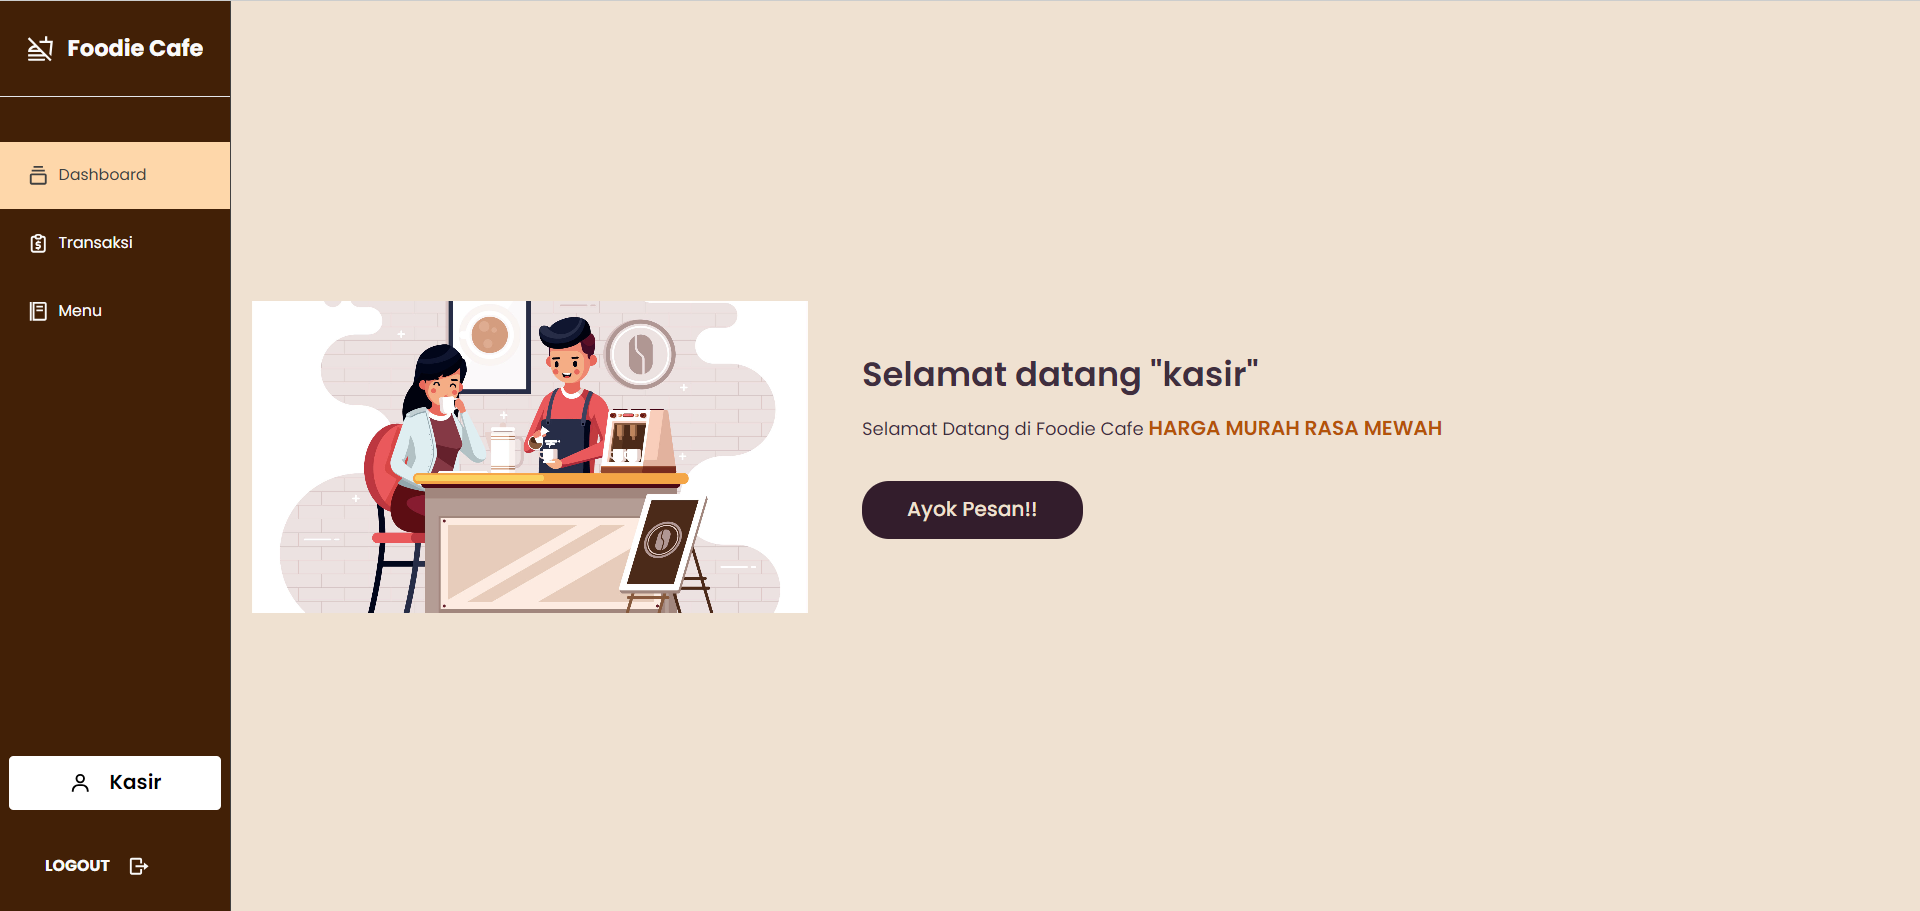 Foodie Cafe
Dashboard
Transaksi
Menu
Kasir
LOGOUT
Selamat datang "kasir"
Selamat Datang di Foodie Cafe HARGA MURAH RASA MEWAH
Ayok Pesan!!